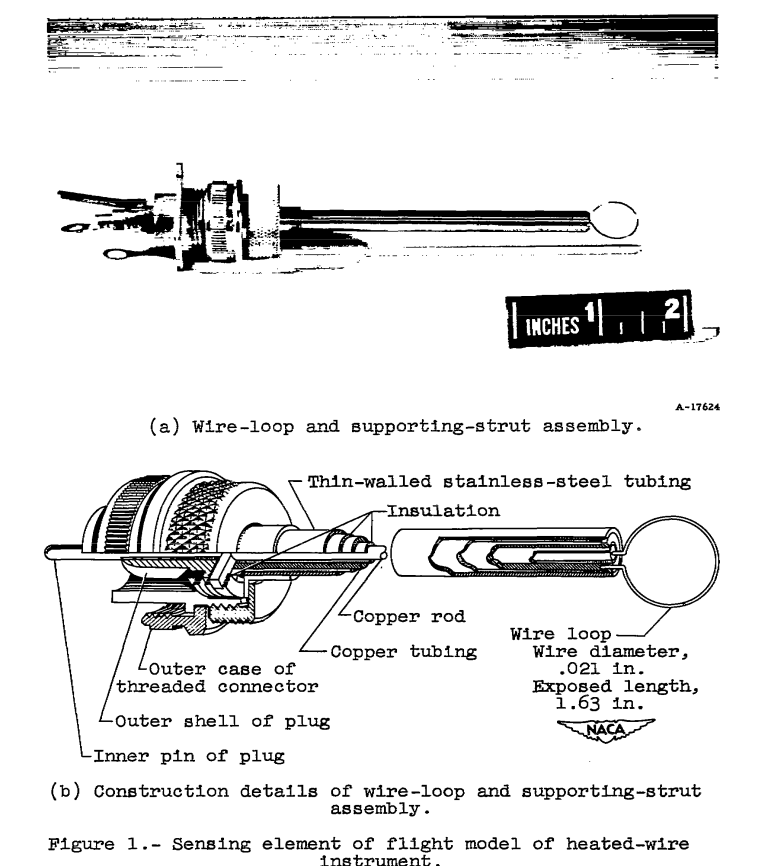 INCHES 1 2
A-17624
(a) Wire-loop and supporting-strut assembly.
Thin-walled stainless-steel tubing
Insulation
Copper rod
Copper tubing
Wire loop
Wire diameter,
.021 in.
Exposed length,
1.63 in.
NACA
Outer case of
threaded connector
Outer shell of plug
Inner pin of plug
(b) Construction details of wire-loop and supporting-strut
assembly.
Figure 1.- Sensing element of flight model of heated-wire
instrument.